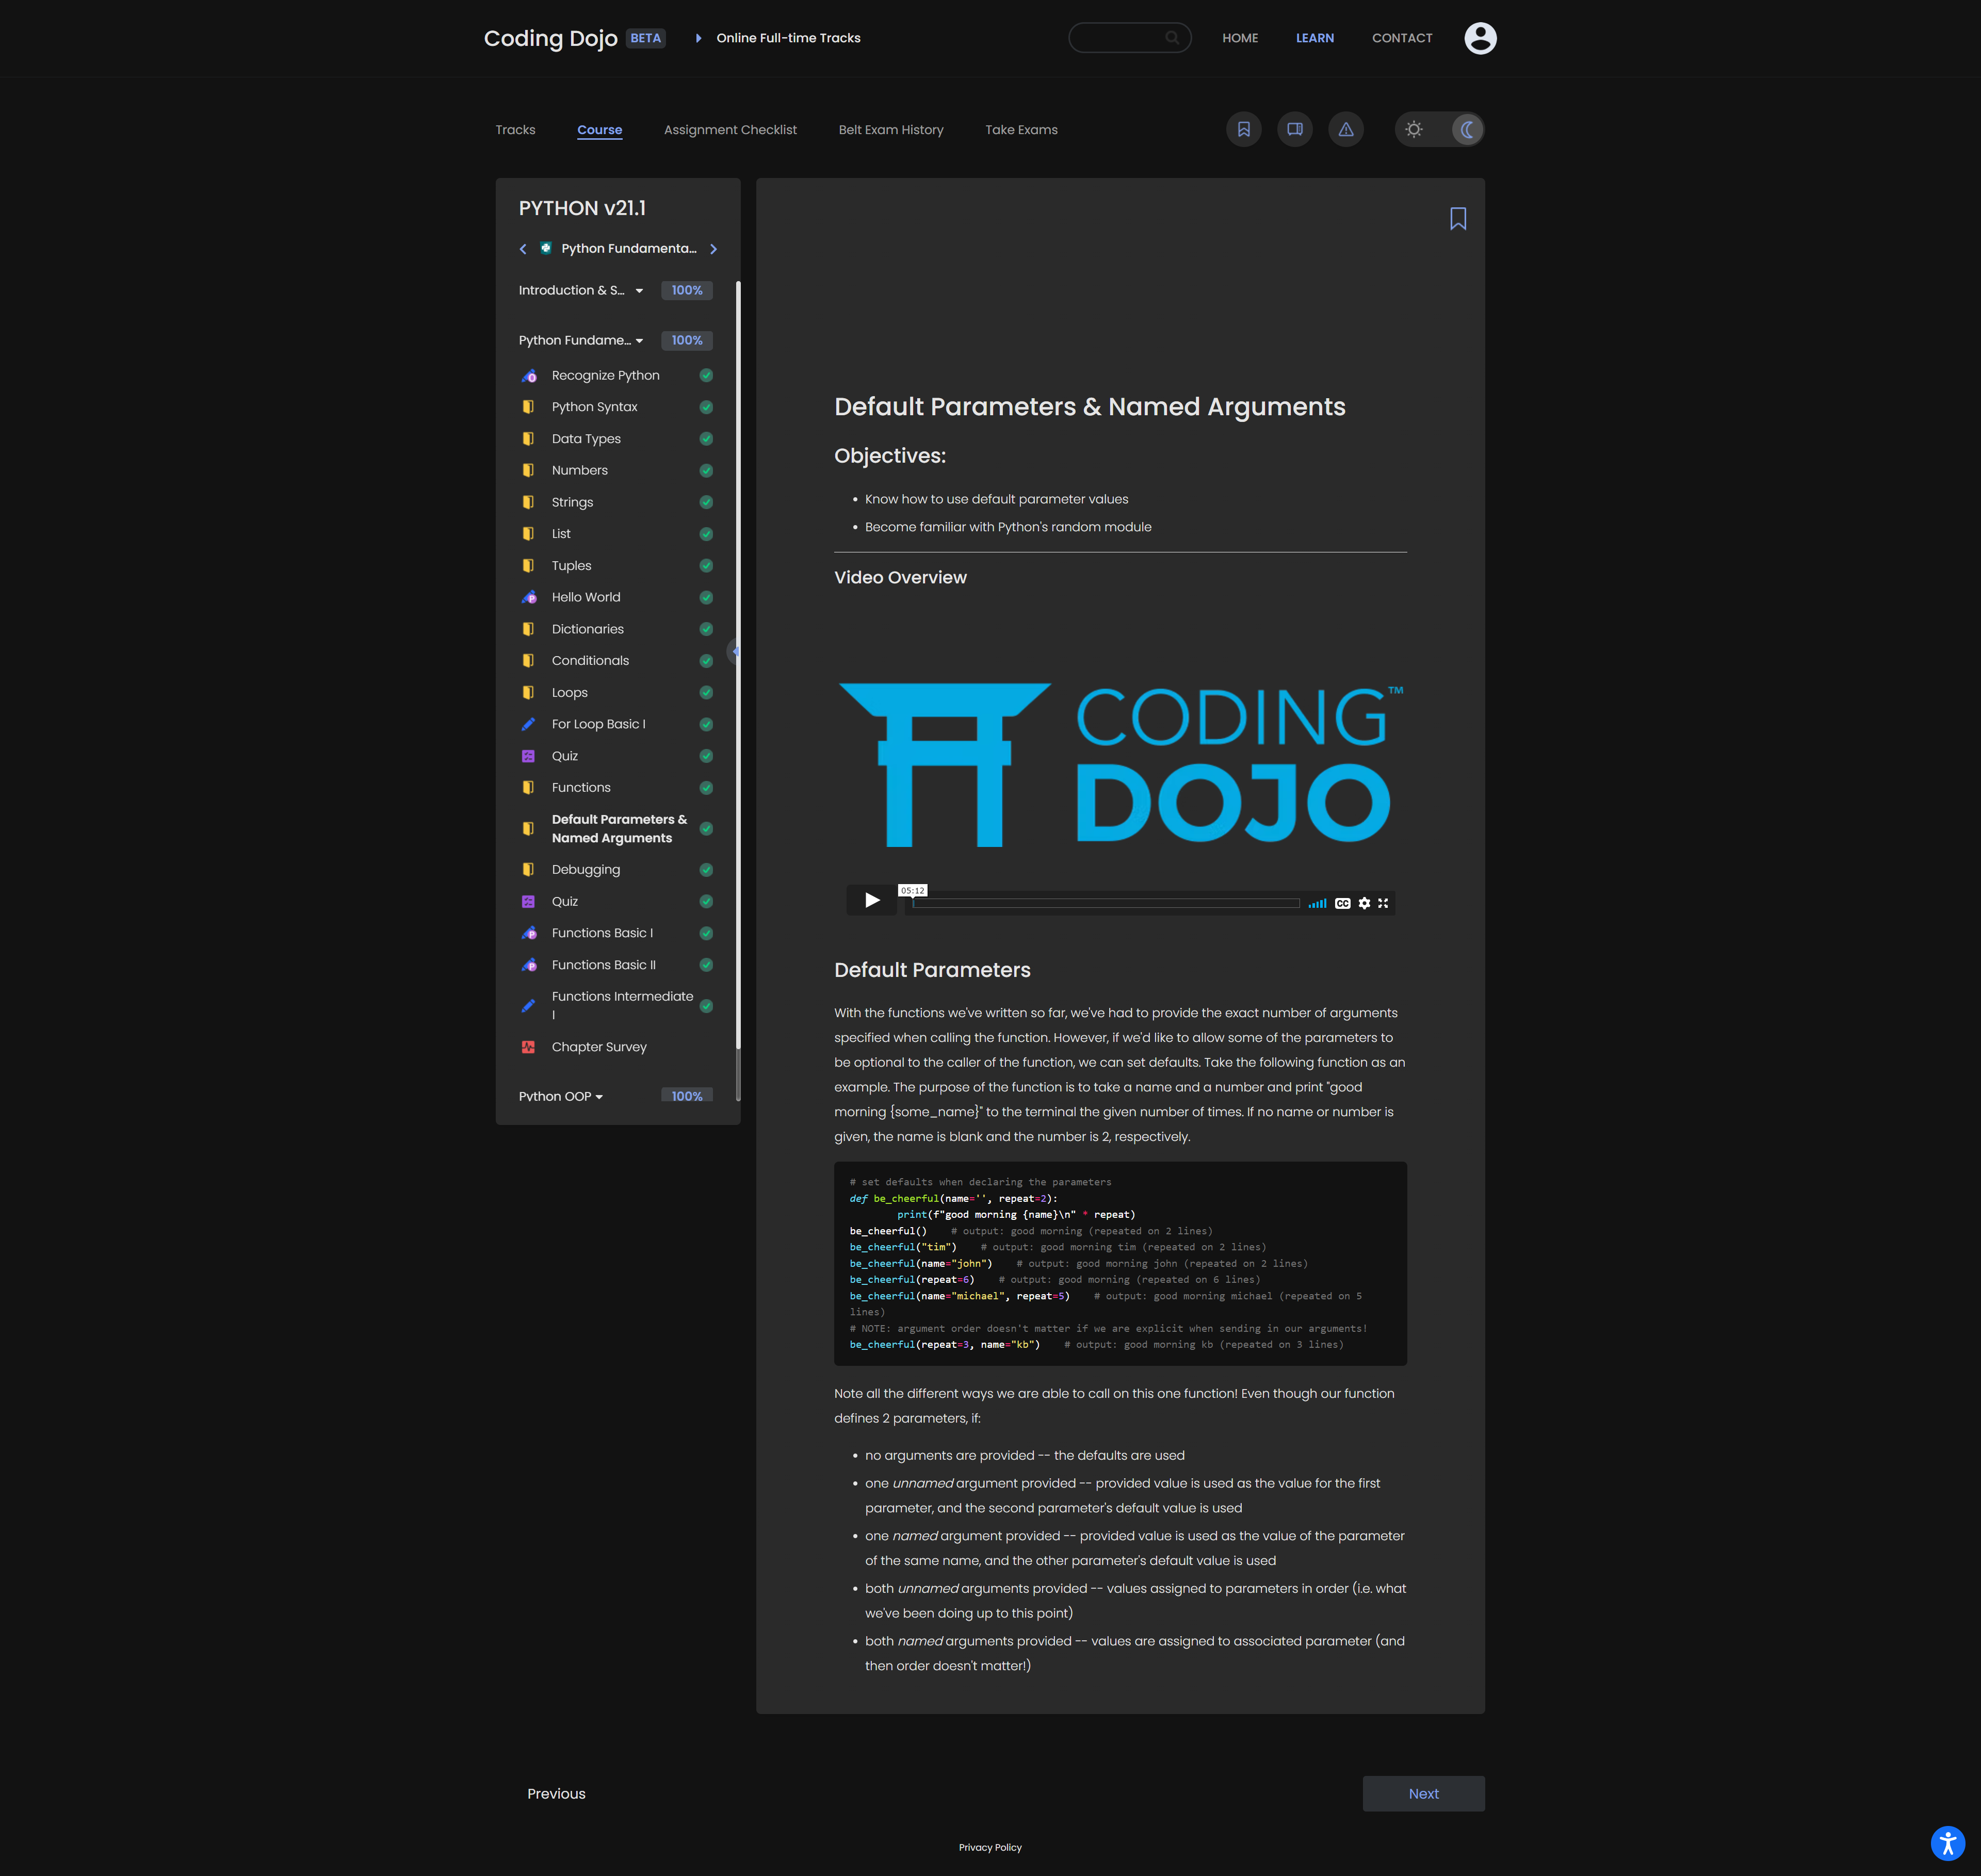 Coding Dojo BETA Online Full-time Tracks HOME LEARN CONTACT
Tracks Course Assignment Checklist Belt Exam History Take Exams
PYTHON v21.1
Python Fundamenta...
Introduction & S... 100%
Python Fundame... 100%
Recognize Python
Python Syntax
Data Types
Numbers
Strings
List
Tuples
Hello World
Dictionaries
Conditionals
Loops
For Loop Basic I
Quiz
Functions
Default Parameters &
Named Arguments
Debugging
Quiz
Functions Basic I
Functions Basic II
Functions Intermediate
I
Chapter Survey
Python OOP 100%
Default Parameters & Named Arguments
Objectives:
• Know how to use default parameter values
• Become familiar with Python's random module
Video Overview
CODING™
DOJO
05:12
CC
Default Parameters
With the functions we've written so far, we've had to provide the exact number of arguments
specified when calling the function. However, if we'd like to allow some of the parameters to
be optional to the caller of the function, we can set defaults. Take the following function as an
example. The purpose of the function is to take a name and a number and print "good
morning {some_name}" to the terminal the given number of times. If no name or number is
given, the name is blank and the number is 2, respectively.
# set defaults when declaring the parameters
def be_cheerful(name='', repeat=2):
        print(f"good morning {name}\n" * repeat)
be_cheerful()    # output: good morning (repeated on 2 lines)
be_cheerful("tim")    # output: good morning tim (repeated on 2 lines)
be_cheerful(name="john")    # output: good morning john (repeated on 2 lines)
be_cheerful(repeat=6)    # output: good morning (repeated on 6 lines)
be_cheerful(name="michael", repeat=5)    # output: good morning michael (repeated on 5
lines)
# NOTE: argument order doesn't matter if we are explicit when sending in our arguments!
be_cheerful(repeat=3, name="kb")    # output: good morning kb (repeated on 3 lines)
Note all the different ways we are able to call on this one function! Even though our function
defines 2 parameters, if:
• no arguments are provided -- the defaults are used
• one unnamed argument provided -- provided value is used as the value for the first
parameter, and the second parameter's default value is used
• one named argument provided -- provided value is used as the value of the parameter
of the same name, and the other parameter's default value is used
• both unnamed arguments provided -- values assigned to parameters in order (i.e. what
we've been doing up to this point)
• both named arguments provided -- values are assigned to associated parameter (and
then order doesn't matter!)
Previous Next
Privacy Policy